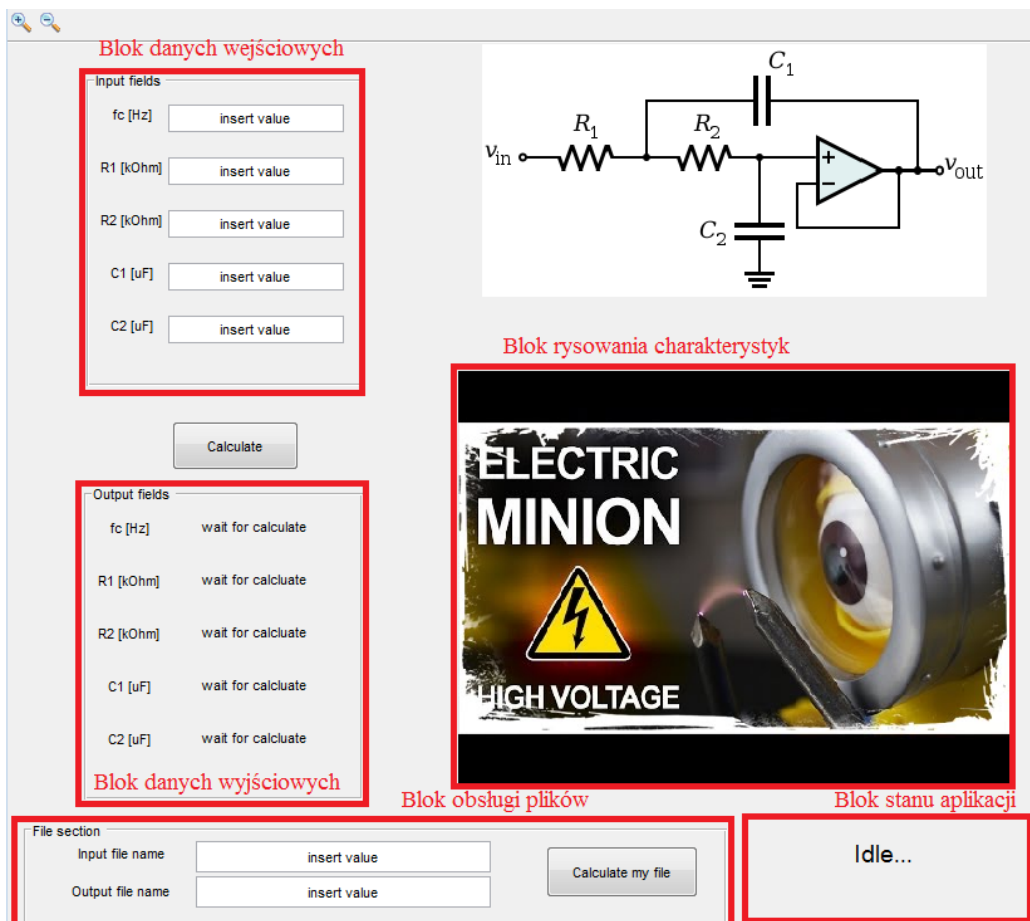 Blok danych wejściowych
Input fields
fc [Hz] insert value
R1 [kOhm] insert value
R2 [kOhm] insert value
C1 [uF] insert value
C2 [uF] insert value
Calculate
C1
R1
R2
vin
+
−
vout
C2
Blok rysowania charakterystyk
ELECTRIC
MINION
HIGH VOLTAGE
Output fields
fc [Hz] wait for calculate
R1 [kOhm] wait for calcluate
R2 [kOhm] wait for calcluate
C1 [uF] wait for calcluate
C2 [uF] wait for calcluate
Blok danych wyjściowych
Blok obsługi plików
Blok stanu aplikacji
File section
Input file name insert value
Output file name insert value
Calculate my file
Idle...